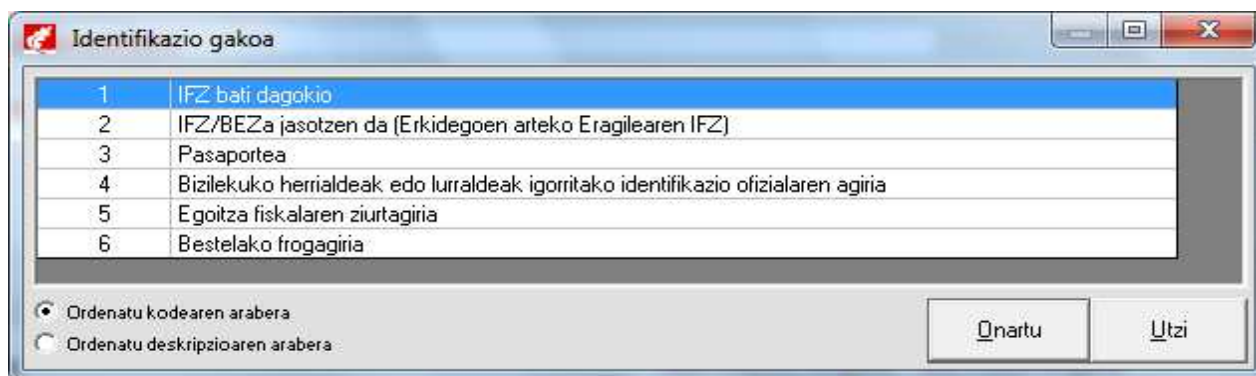 Identifikazio gakoa
1 IFZ bati dagokio
2 IFZ/BEZa jasotzen da (Erkidegoen arteko Eragilearen IFZ)
3 Pasaportea
4 Bizilekuko herrialdeak edo lurraldeak igorritako identifikazio ofizialaren agiria
5 Egoitza fiskalaren ziurtagiria
6 Bestelako frogagiria
Ordenatu kodearen arabera
Ordenatu deskripzioaren arabera
Onartu Utzi